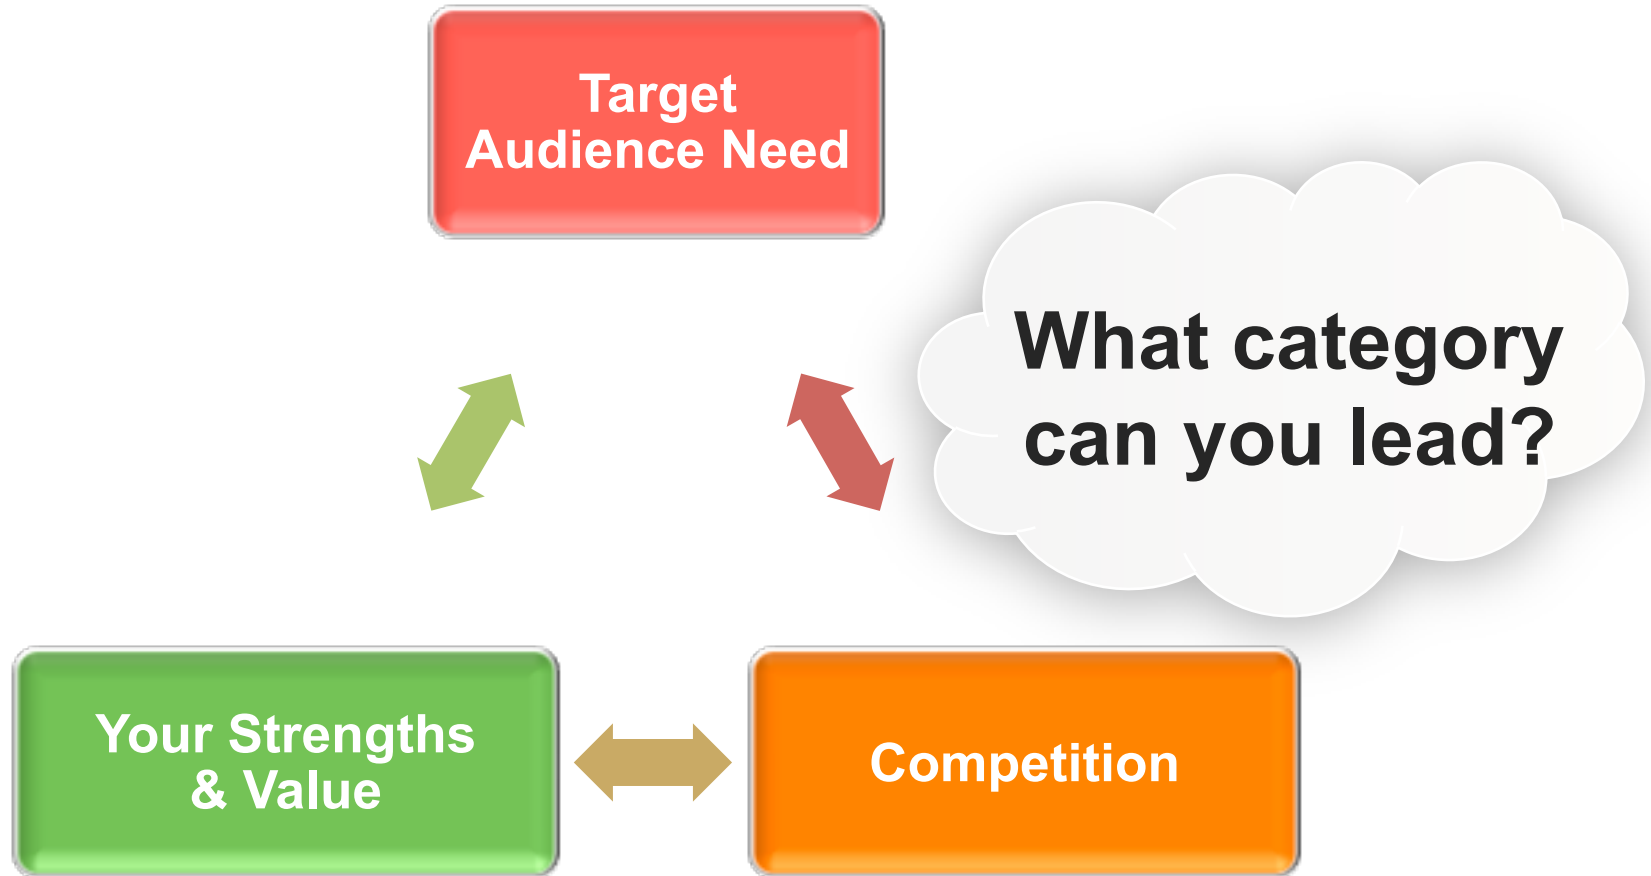 Target
Audience Need
What category
can you lead?
Your Strengths
& Value
Competition